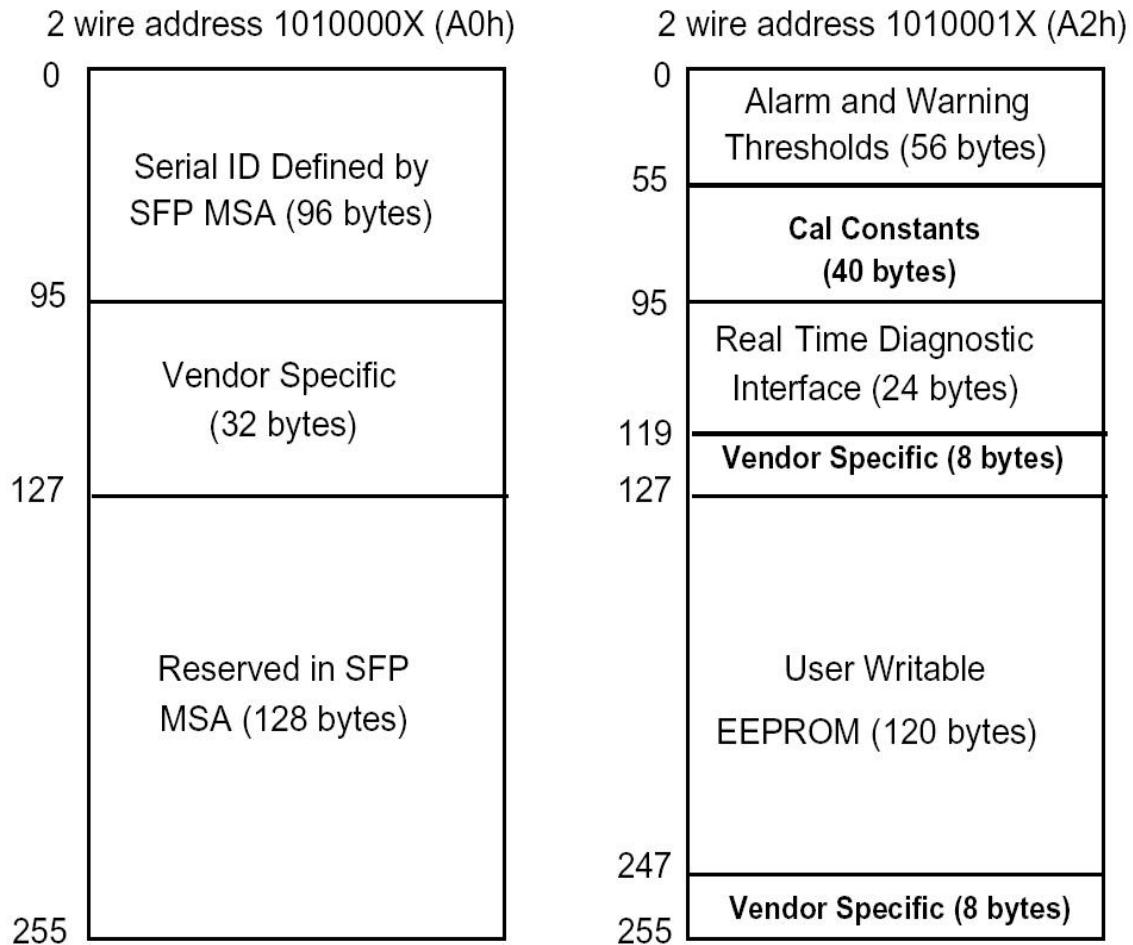 2 wire address 1010000X (A0h)
0
Serial ID Defined by
SFP MSA (96 bytes)
95
Vendor Specific
(32 bytes)
127
Reserved in SFP
MSA (128 bytes)
255
2 wire address 1010001X (A2h)
0
Alarm and Warning
Thresholds (56 bytes)
55
Cal Constants
(40 bytes)
95
Real Time Diagnostic
Interface (24 bytes)
119
Vendor Specific (8 bytes)
127
User Writable
EEPROM (120 bytes)
247
Vendor Specific (8 bytes)
255